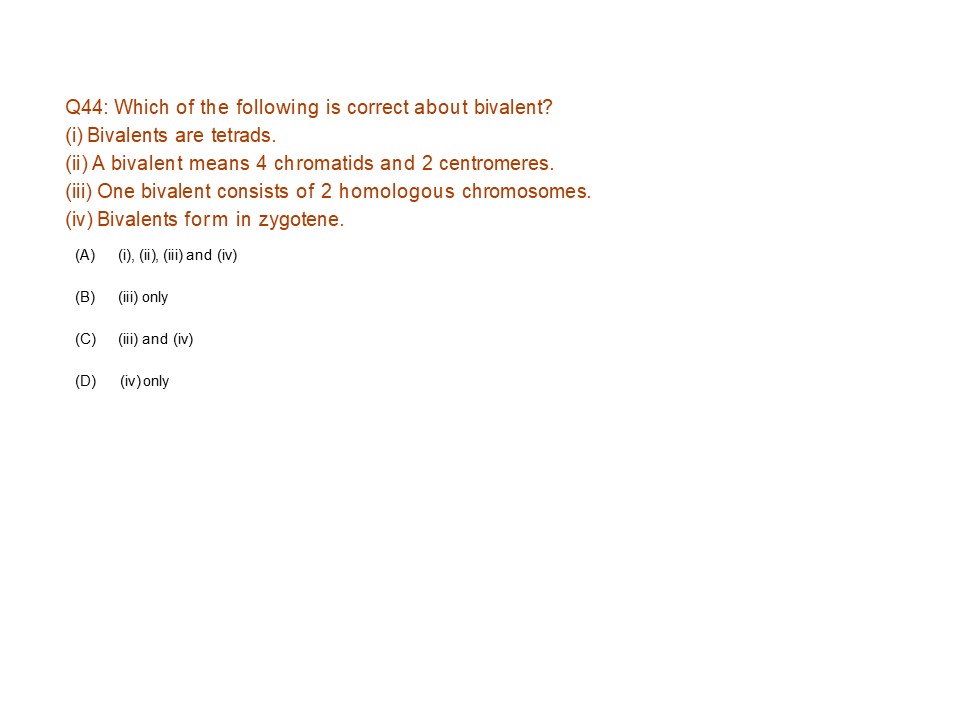 Q44: Which of the following is correct about bivalent?
(i) Bivalents are tetrads.
(ii) A bivalent means 4 chromatids and 2 centromeres.
(iii) One bivalent consists of 2 homologous chromosomes.
(iv) Bivalents form in zygotene.
(A) (i), (ii), (iii) and (iv)
(B) (iii) only
(C) (iii) and (iv)
(D) (iv) only